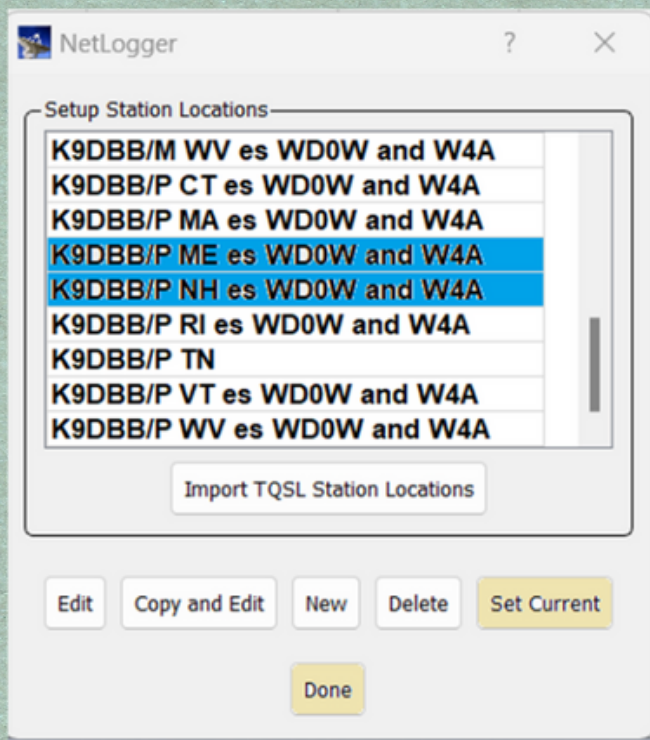 NetLogger ?
Setup Station Locations
K9DBB/M WV es WD0W and W4A
K9DBB/P CT es WD0W and W4A
K9DBB/P MA es WD0W and W4A
K9DBB/P ME es WD0W and W4A
K9DBB/P NH es WD0W and W4A
K9DBB/P RI es WD0W and W4A
K9DBB/P TN
K9DBB/P VT es WD0W and W4A
K9DBB/P WV es WD0W and W4A
Import TQSL Station Locations
Edit Copy and Edit New Delete Set Current
Done